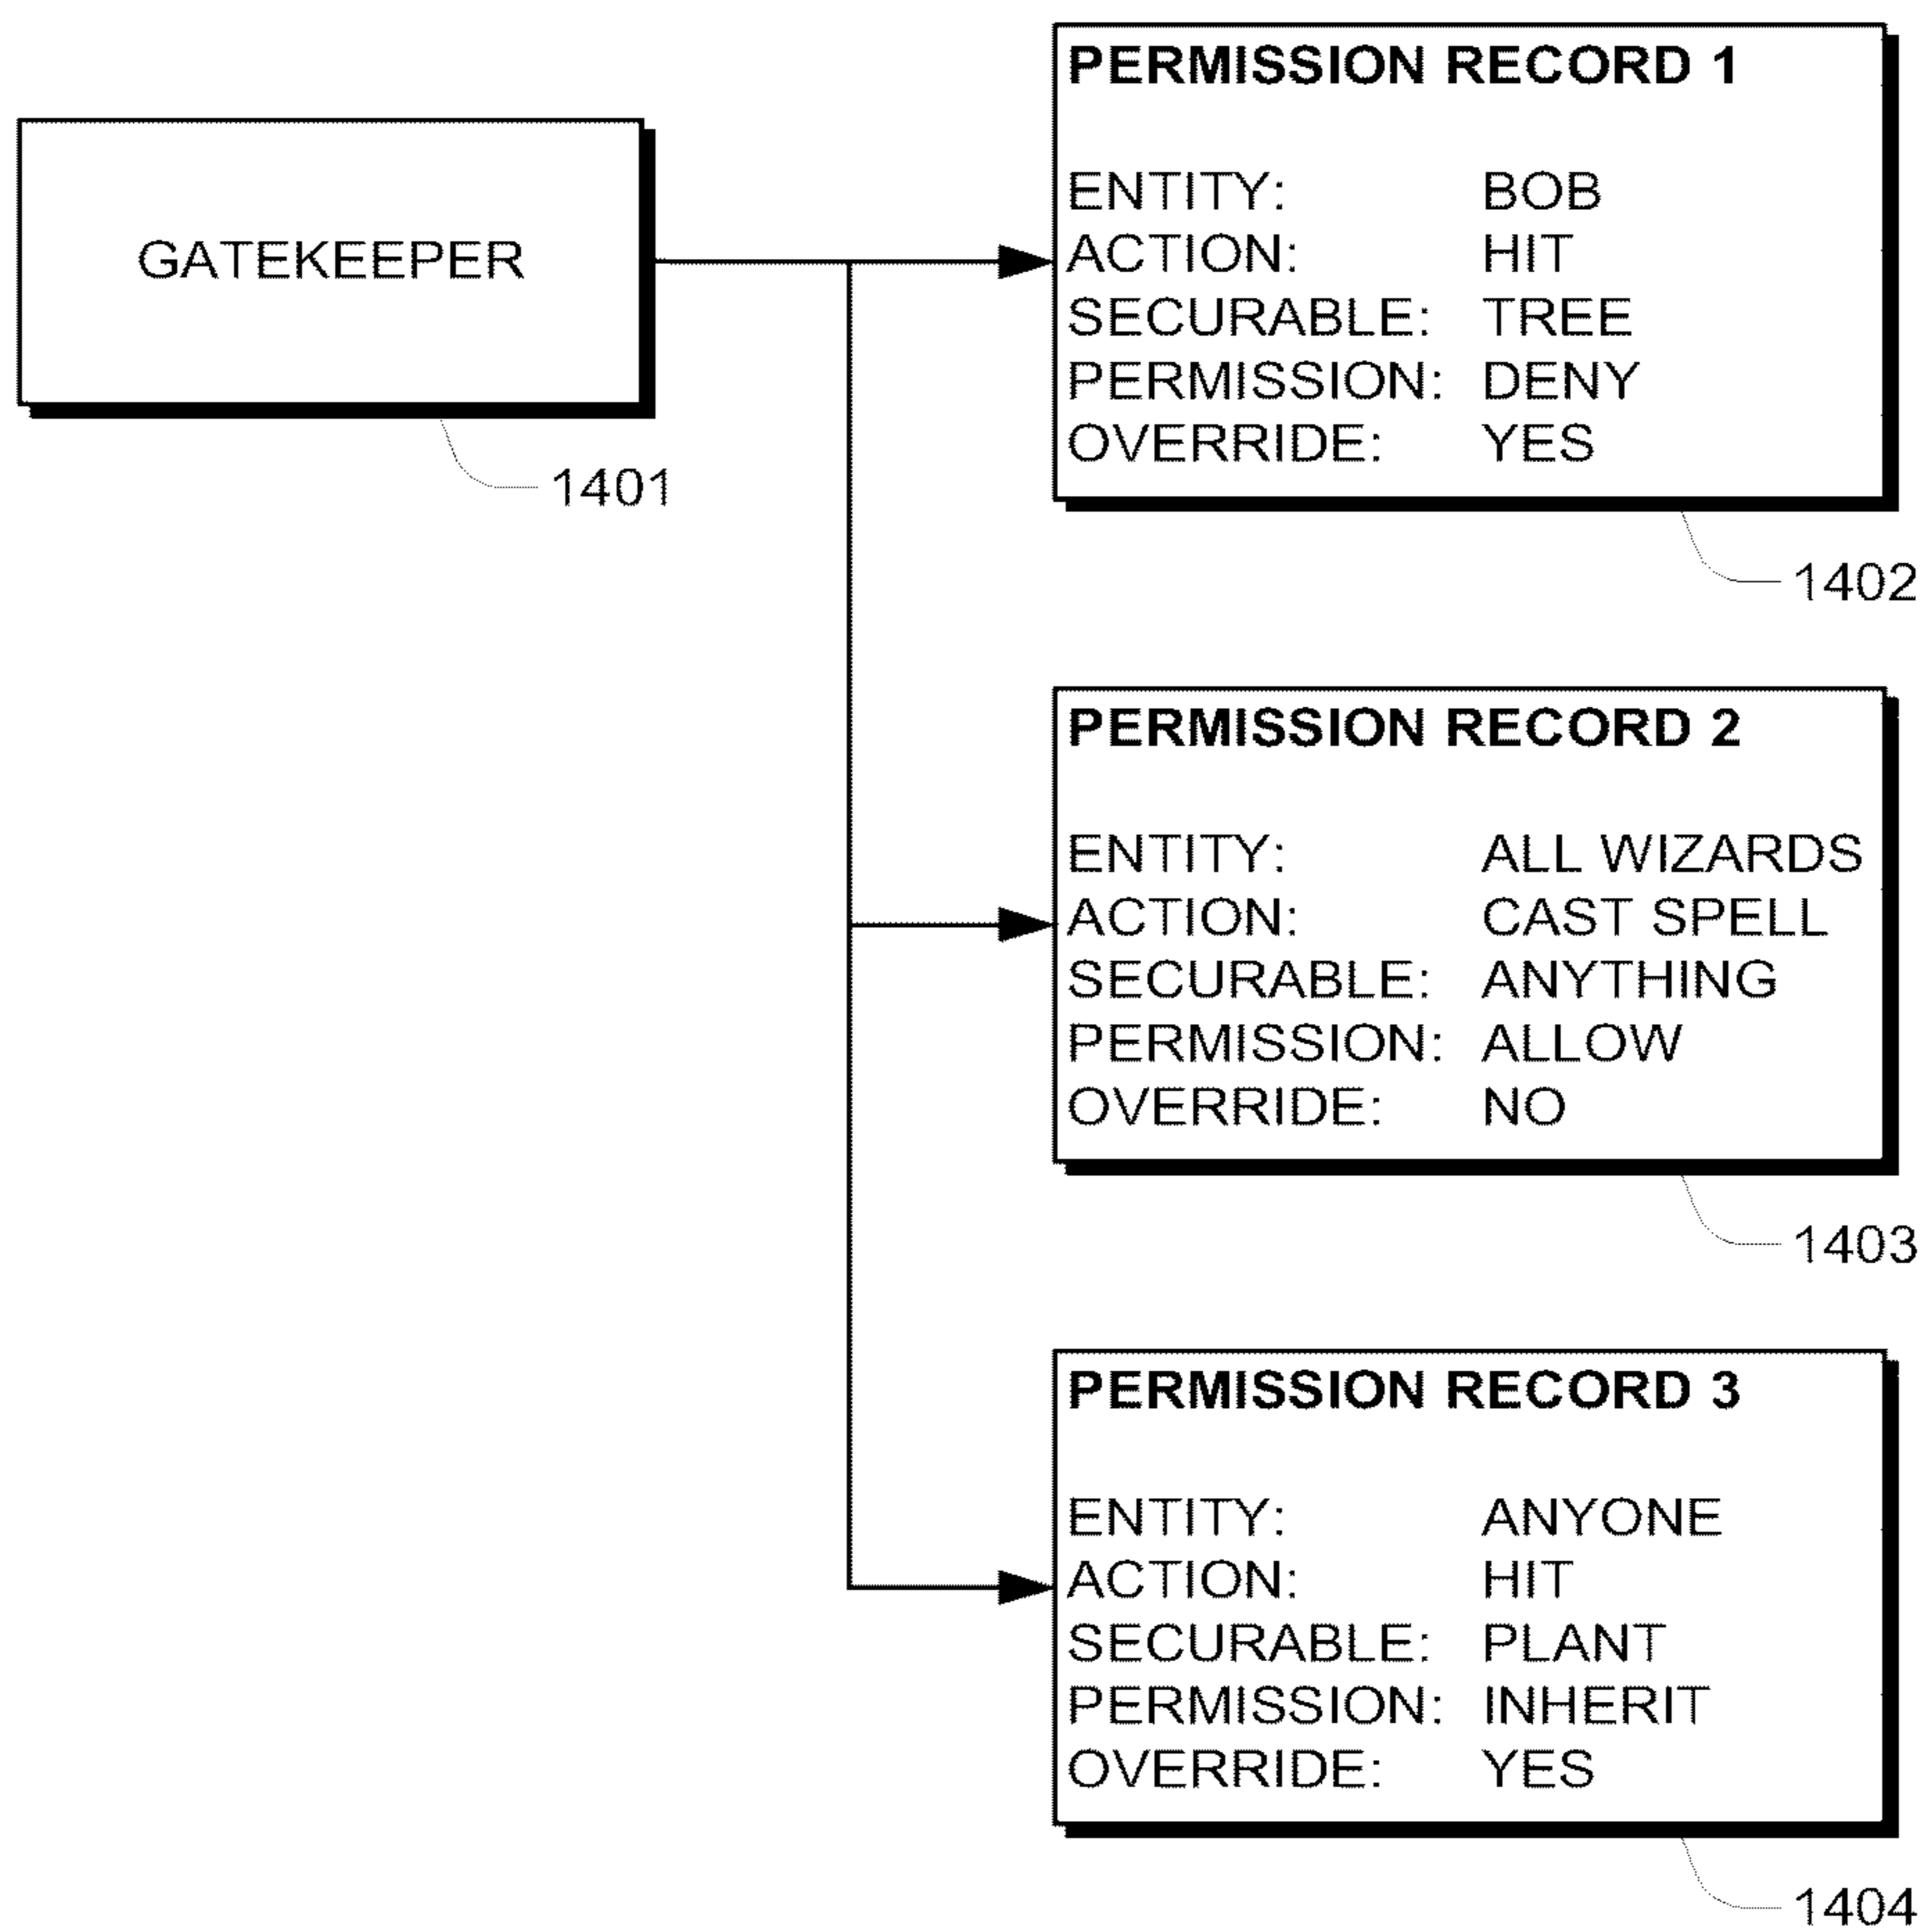 GATEKEEPER
1401
PERMISSION RECORD 1
ENTITY: BOB
ACTION: HIT
SECURABLE: TREE
PERMISSION: DENY
OVERRIDE: YES
1402
PERMISSION RECORD 2
ENTITY: ALL WIZARDS
ACTION: CAST SPELL
SECURABLE: ANYTHING
PERMISSION: ALLOW
OVERRIDE: NO
1403
PERMISSION RECORD 3
ENTITY: ANYONE
ACTION: HIT
SECURABLE: PLANT
PERMISSION: INHERIT
OVERRIDE: YES
1404